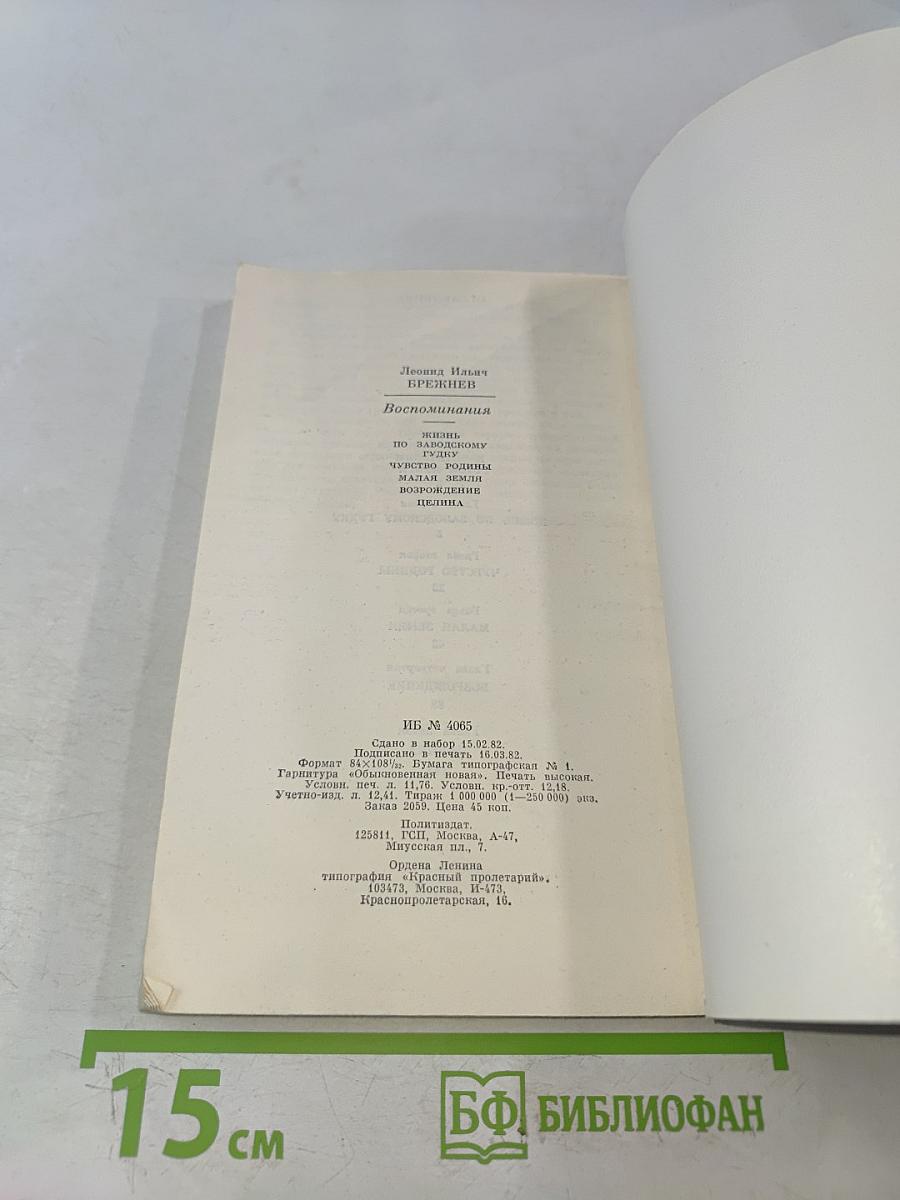 Леонид Ильич
БРЕЖНЕВ
Воспоминания
ЖИЗНЬ
ПО ЗАВОДСКОМУ
ГУДКУ
ЧУВСТВО РОДИНЫ
МАЛАЯ ЗЕМЛЯ
ВОЗРОЖДЕНИЕ
ЦЕЛИНА
ИБ № 4065
Сдано в набор 15.02.82.
Подписано в печать 16.03.82.
Формат 84×108¹/₃₂. Бумага типографская № 1.
Гарнитура «Обыкновенная новая». Печать высокая.
Условн. печ. л. 11,76. Условн. кр.-отт. 12,18.
Учетно-изд. л. 12,41. Тираж 1 000 000 (1—250 000) экз.
Заказ 2059. Цена 45 коп.
Политиздат.
125811, ГСП, Москва, А-47,
Миусская пл., 7.
Ордена Ленина
типография «Красный пролетарий».
103473, Москва, И-473,
Краснопролетарская, 16.
15 см
БФ БИБЛИОФАН